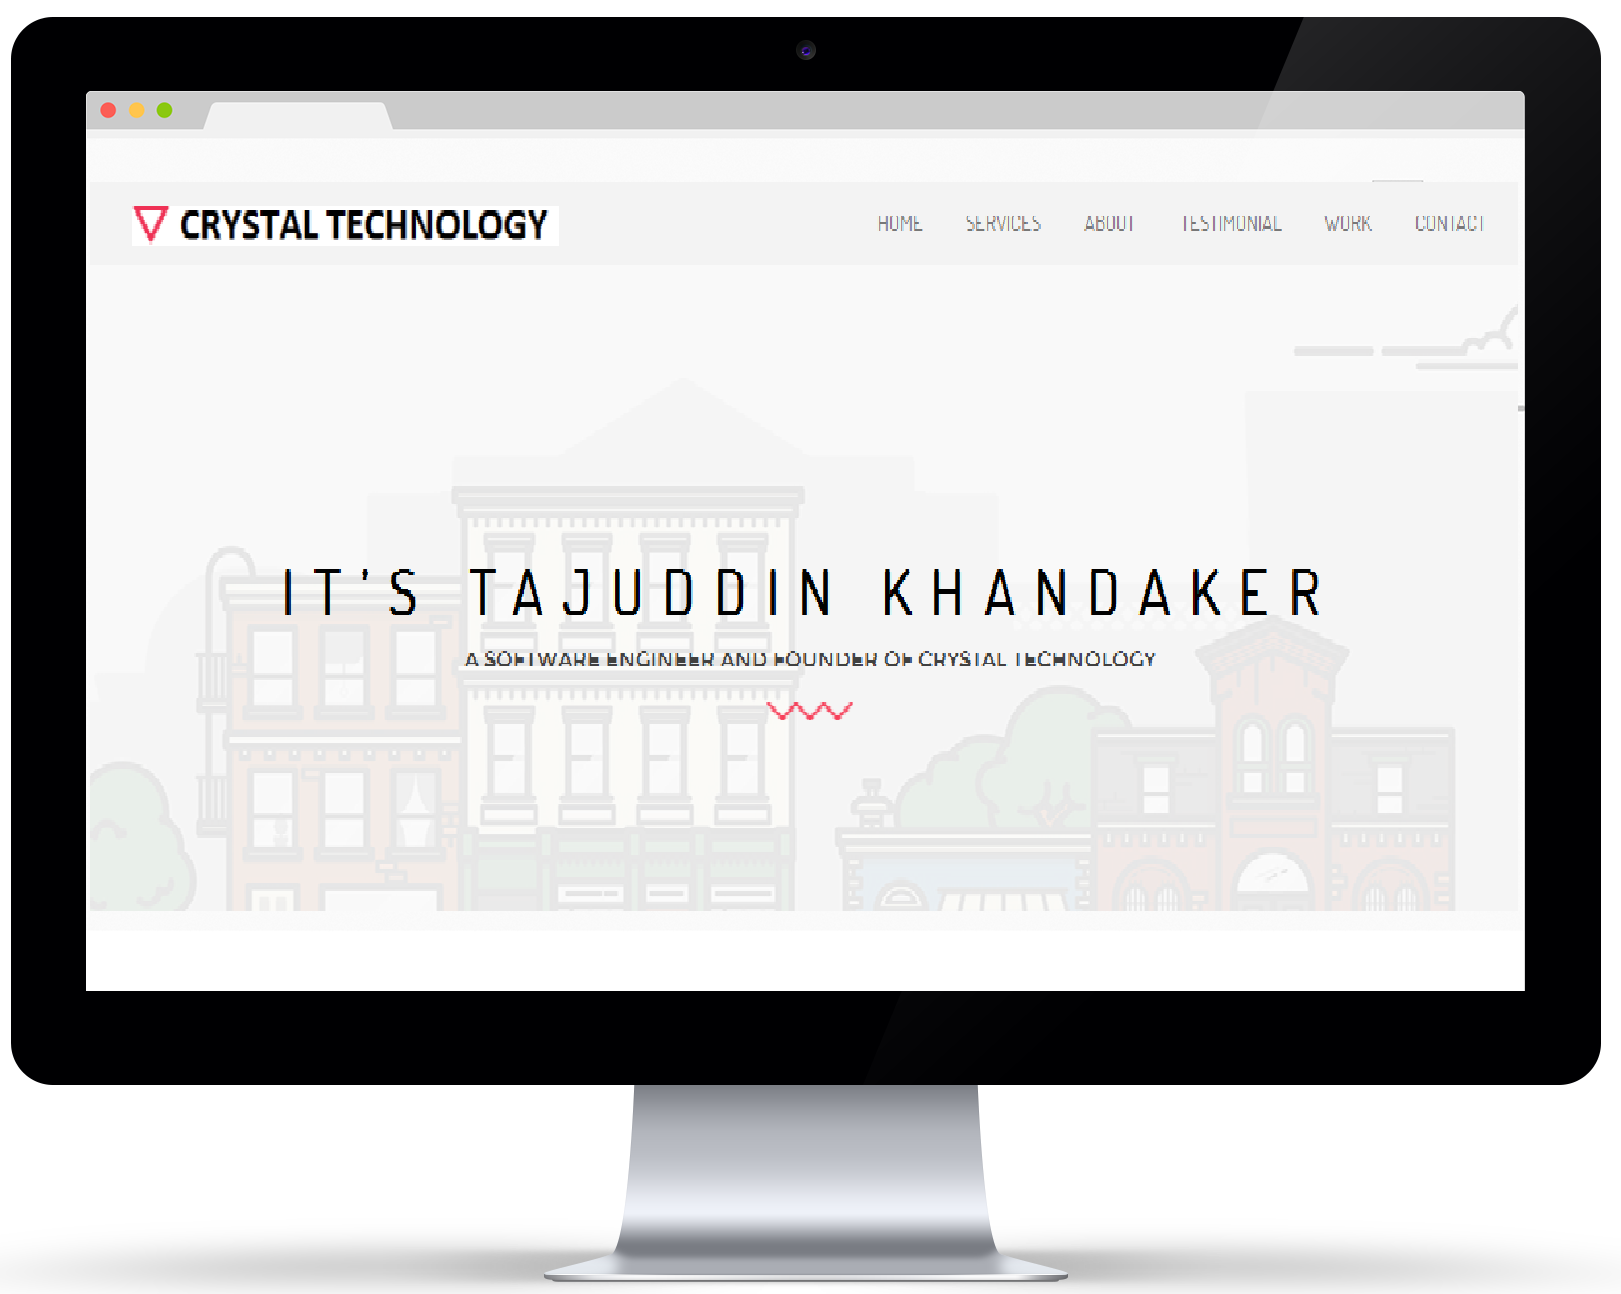 CRYSTAL TECHNOLOGY
HOME SERVICES ABOUT TESTIMONIAL WORK CONTACT
IT'S TAJUDDIN KHANDAKER
A SOFTWARE ENGINEER AND FOUNDER OF CRYSTAL TECHNOLOGY